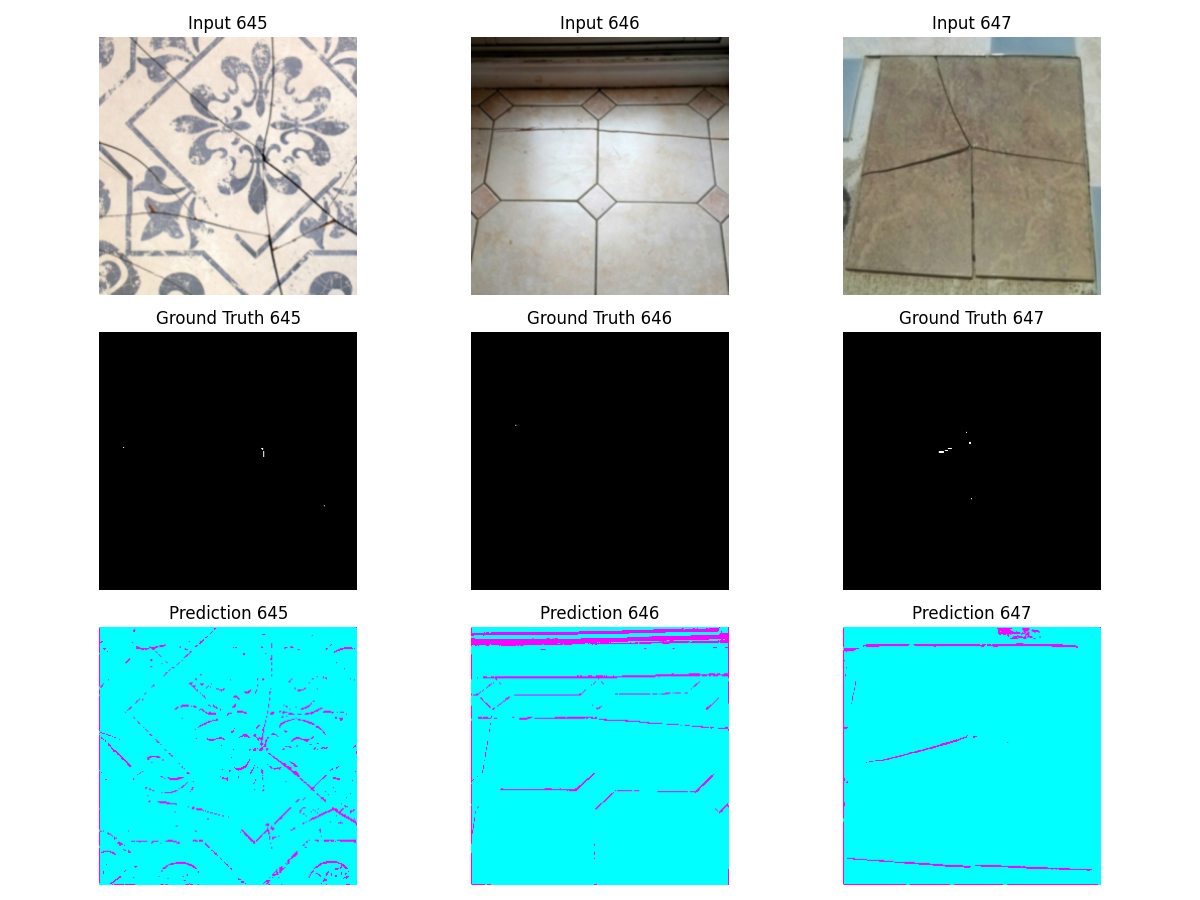 Input 645
Input 646
Input 647
Ground Truth 645
Ground Truth 646
Ground Truth 647
Prediction 645
Prediction 646
Prediction 647